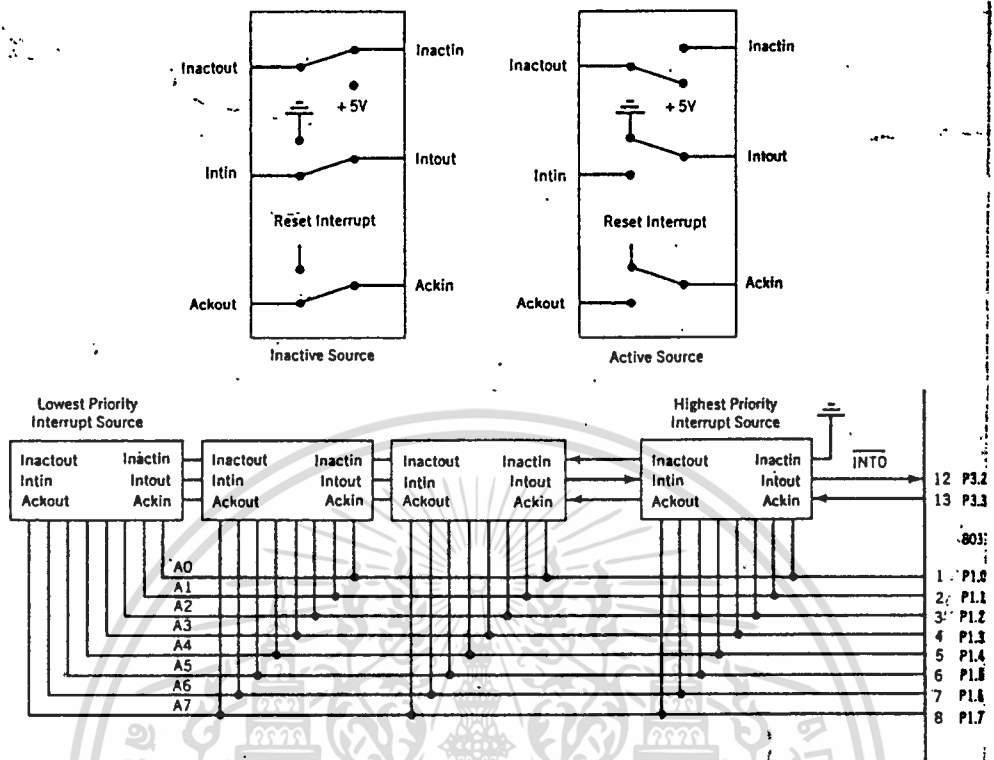 Inactout
Inactin
+ 5V
Intin
Intout
Reset Interrupt
Ackout
Ackin
Inactive Source
Inactout
Inactin
+ 5V
Intin
Intout
Reset Interrupt
Ackout
Ackin
Active Source
Lowest Priority
Interrupt Source
Highest Priority
Interrupt Source
Inactout Inactin
Intin Intout
Ackout Ackin
Inactout Inactin
Intin Intout
Ackout Ackin
Inactout Inactin
Intin Intout
Ackout Ackin
Inactout Inactin
Intin Intout
Ackout Ackin
INT0
12 P3.2
13 P3.3
803
A0
1 P1.0
A1
2 P1.1
A2
3 P1.2
A3
4 P1.3
A4
5 P1.4
A5
6 P1.5
A6
7 P1.6
A7
8 P1.7